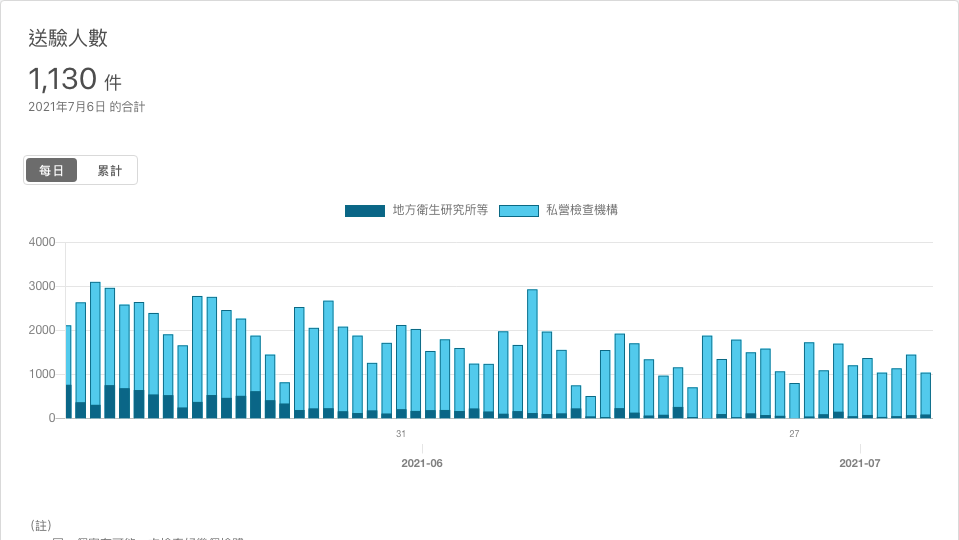 送驗人數
1,130 件
2021年7月6日 的合計
每日 累計
地方衛生研究所等 私營檢查機構
4000
3000
2000
1000
0
31 27
2021-06 2021-07
(註)